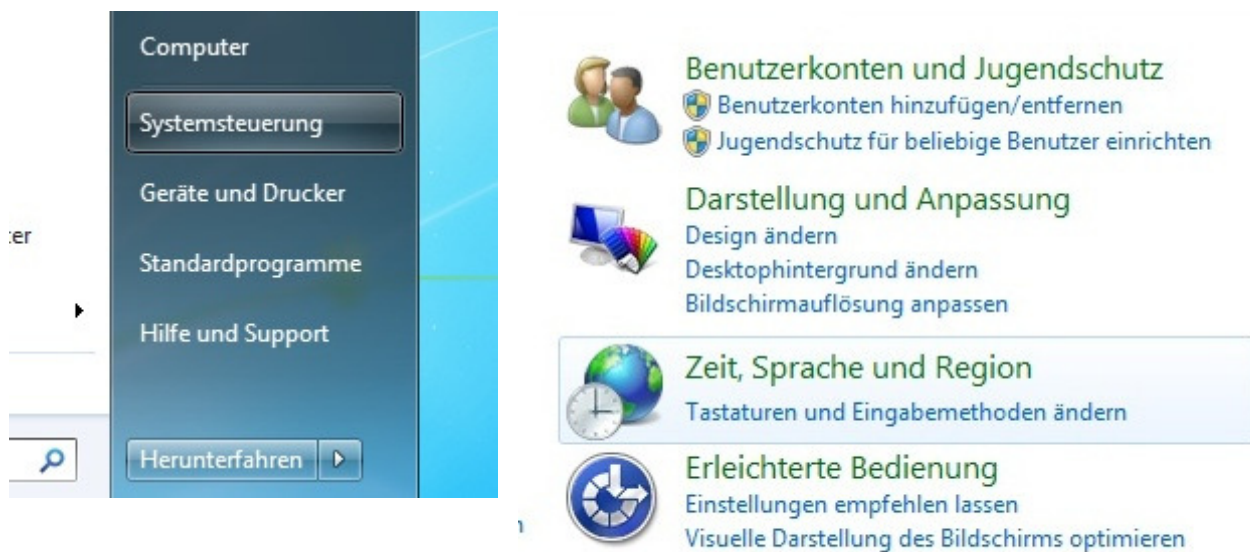 Computer
Systemsteuerung
Geräte und Drucker
ter
Standardprogramme
Hilfe und Support
Herunterfahren
Benutzerkonten und Jugendschutz
Benutzerkonten hinzufügen/entfernen
Jugendschutz für beliebige Benutzer einrichten
Darstellung und Anpassung
Design ändern
Desktophintergrund ändern
Bildschirmauflösung anpassen
Zeit, Sprache und Region
Tastaturen und Eingabemethoden ändern
Erleichterte Bedienung
Einstellungen empfehlen lassen
n
Visuelle Darstellung des Bildschirms optimieren